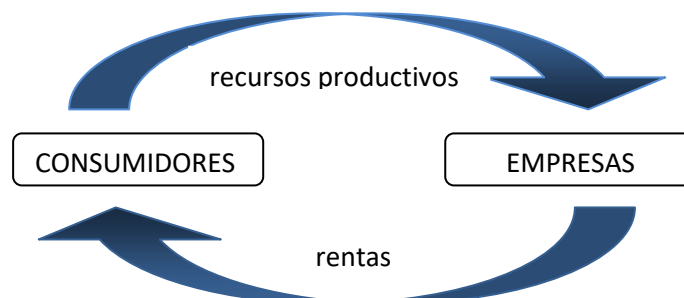 recursos productivos
CONSUMIDORES
EMPRESAS
rentas